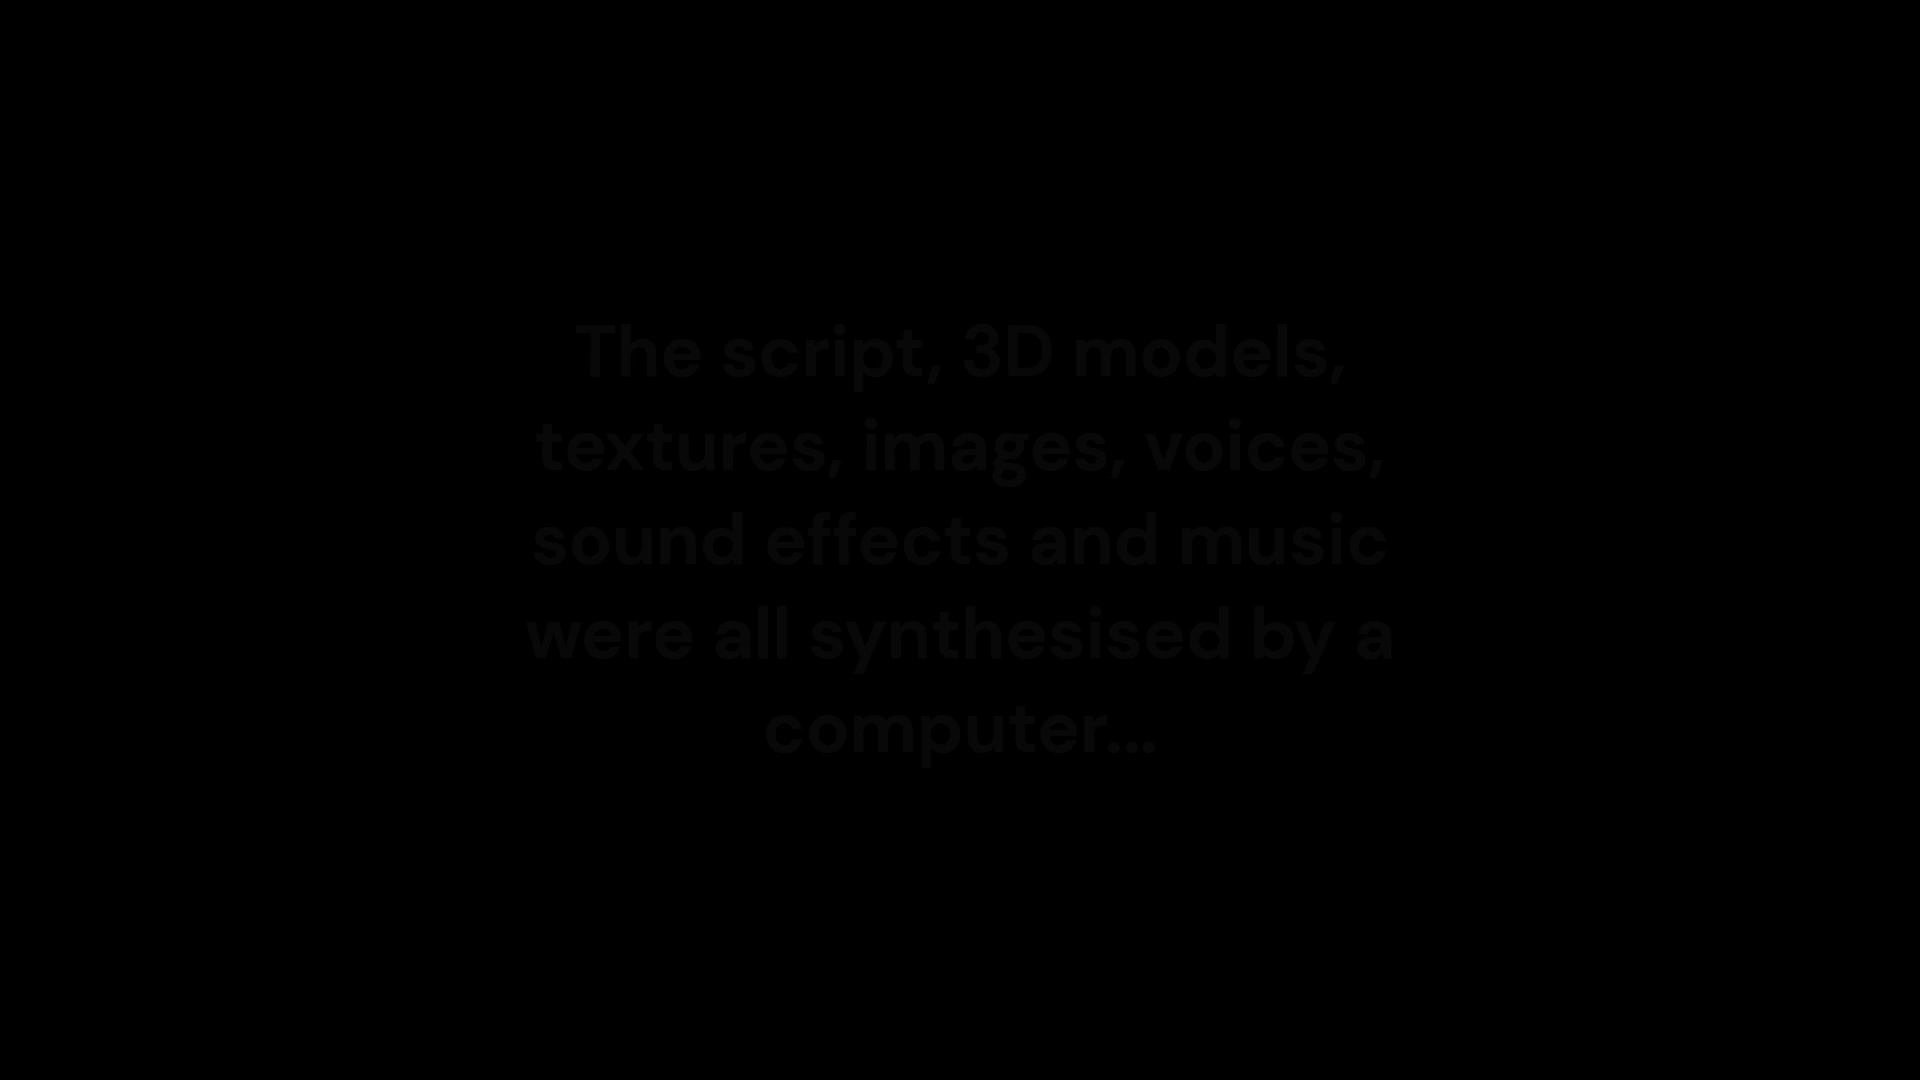 The script, 3D models,
textures, images, voices,
sound effects and music
were all synthesised by a
computer...